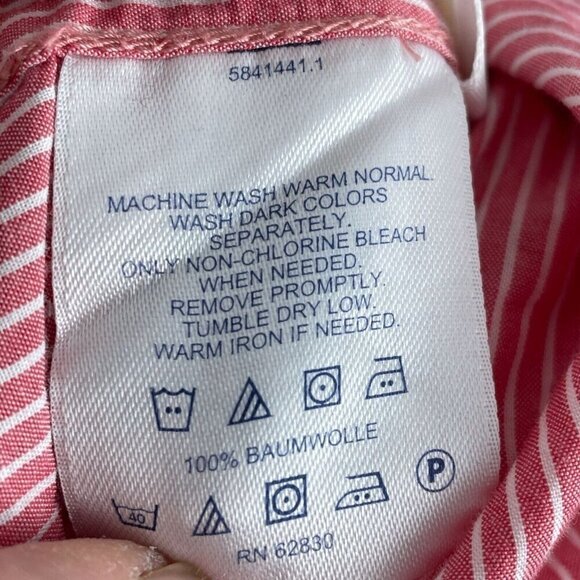 5841441.1
MACHINE WASH WARM NORMAL.
WASH DARK COLORS
SEPARATELY.
ONLY NON-CHLORINE BLEACH
WHEN NEEDED.
REMOVE PROMPTLY.
TUMBLE DRY LOW.
WARM IRON IF NEEDED.
100% BAUMWOLLE
40
P
RN 62830